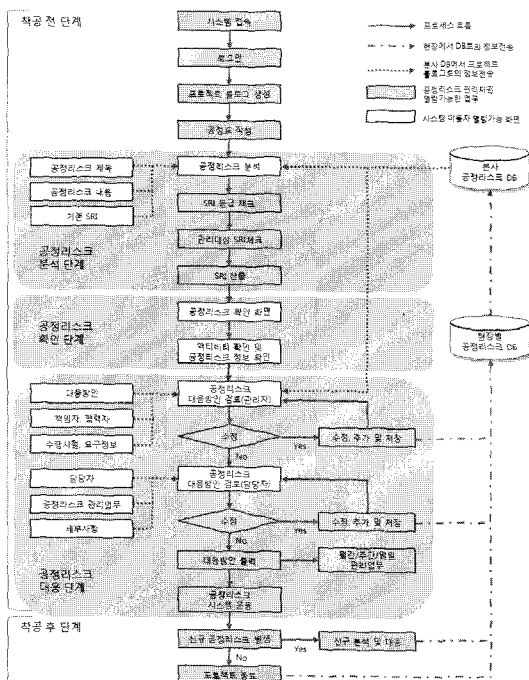 착공 전 단계
시스템 접속
로그인
프로젝트 블로그 생성
공정표 작성
프로세스 흐름
현장에서 DB로의 정보전송
본사 DB에서 프로젝트
블로그로의 정보전송
공정리스크 관리자만
열람가능한 업무
시스템 이용자 열람가능 화면
공정리스크 제목
공정리스크 내용
기존 SRI
공정리스크
분석 단계
공정리스크 분석
SRI 등급 체크
관리대상 SRI체크
SRI 산출
본사
공정리스크 DB
공정리스크
확인 단계
공정리스크 확인 화면
액티비티 확인 및
공정리스크 정보 확인
현장별
공정리스크 DB
대응방안
책임자, 협력자
수행시점, 요구정보
공정리스크
대응방안 검토(관리자)
수정
Yes
수정, 추가 및 저장
No
담당자
공정리스크 관리업무
세부사항
공정리스크
대응방안 검토(담당자)
수정
Yes
수정, 추가 및 저장
No
대응방안 출력
월간/주간/일일
관리업무
공정리스크
시스템 운용
공정리스크
대응 단계
착공 후 단계
신규 공정리스크 발생
Yes
신규 분석 및 대응
No
프로젝트 종료